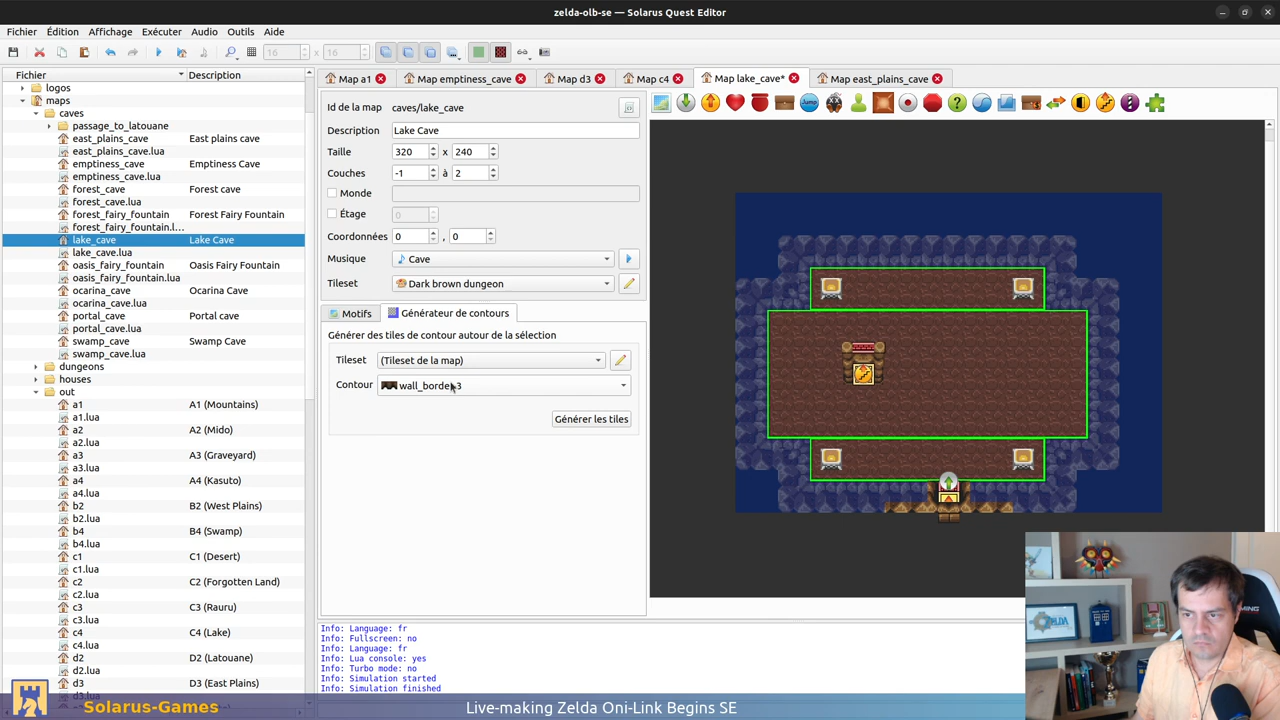 zelda-olb-se — Solarus Quest Editor
Fichier Édition Affichage Exécuter Audio Outils Aide
16 x 16
Fichier Description
logos
maps
caves
passage_to_latouane
east_plains_cave East plains cave
east_plains_cave.lua
emptiness_cave Emptiness Cave
emptiness_cave.lua
forest_cave Forest cave
forest_cave.lua
forest_fairy_fountain Forest Fairy Fountain
forest_fairy_fountain.l...
lake_cave Lake Cave
lake_cave.lua
oasis_fairy_fountain Oasis Fairy Fountain
oasis_fairy_fountain.lua
ocarina_cave Ocarina Cave
ocarina_cave.lua
portal_cave Portal cave
portal_cave.lua
swamp_cave Swamp Cave
swamp_cave.lua
dungeons
houses
out
a1 A1 (Mountains)
a1.lua
a2 A2 (Mido)
a2.lua
a3 A3 (Graveyard)
a3.lua
a4 A4 (Kasuto)
a4.lua
b2 B2 (West Plains)
b2.lua
b4 B4 (Swamp)
b4.lua
c1 C1 (Desert)
c1.lua
c2 C2 (Forgotten Land)
c2.lua
c3 C3 (Rauru)
c3.lua
c4 C4 (Lake)
c4.lua
d2 D2 (Latouane)
d2.lua
d3 D3 (East Plains)
d3.lua
Map a1 Map emptiness_cave Map d3 Map c4 Map lake_cave* Map east_plains_cave
Id de la map caves/lake_cave
Description Lake Cave
Taille 320 x 240
Couches -1 à 2
Monde
Étage 0
Coordonnées 0 , 0
Musique Cave
Tileset Dark brown dungeon
Motifs Générateur de contours
Générer des tiles de contour autour de la sélection
Tileset (Tileset de la map)
Contour wall_border.3
Générer les tiles
Jump
Info: Language: fr
Info: Fullscreen: no
Info: Language: fr
Info: Lua console: yes
Info: Turbo mode: no
Info: Simulation started
Info: Simulation finished
Solarus-Games
Live-making Zelda Oni-Link Begins SE